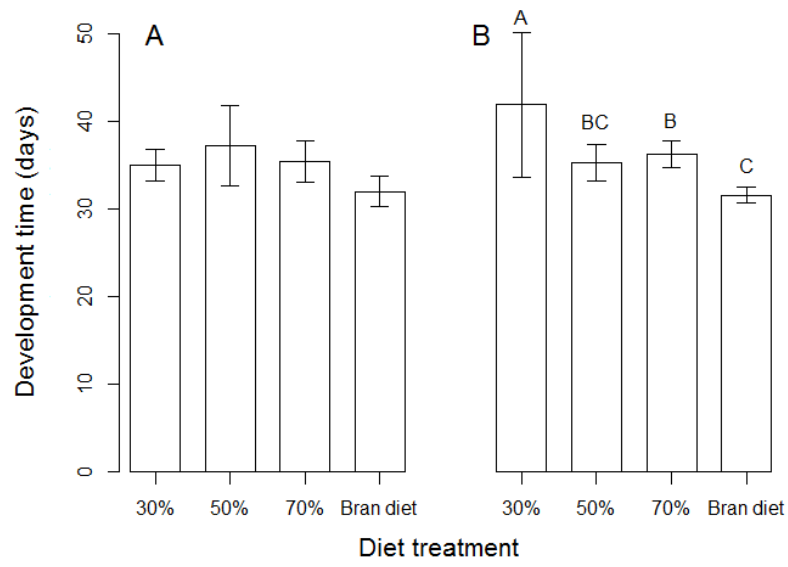 A
B
A
BC
B
C
50
40
30
20
10
0
Development time (days)
30% 50% 70% Bran diet
30% 50% 70% Bran diet
Diet treatment